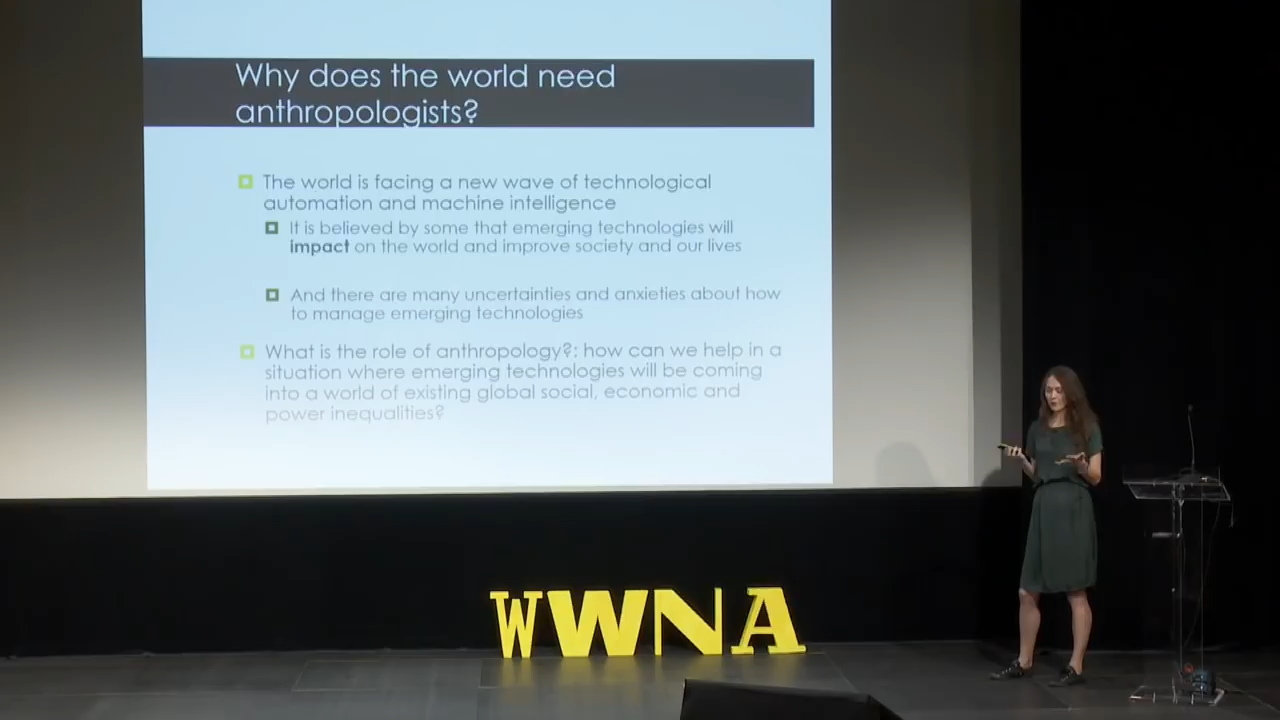 Why does the world need
anthropologists?
The world is facing a new wave of technological
automation and machine intelligence
It is believed by some that emerging technologies will
impact on the world and improve society and our lives
And there are many uncertainties and anxieties about how
to manage emerging technologies
What is the role of anthropology?: how can we help in a
situation where emerging technologies will be coming
into a world of existing global social, economic and
power inequalities?
WWNA